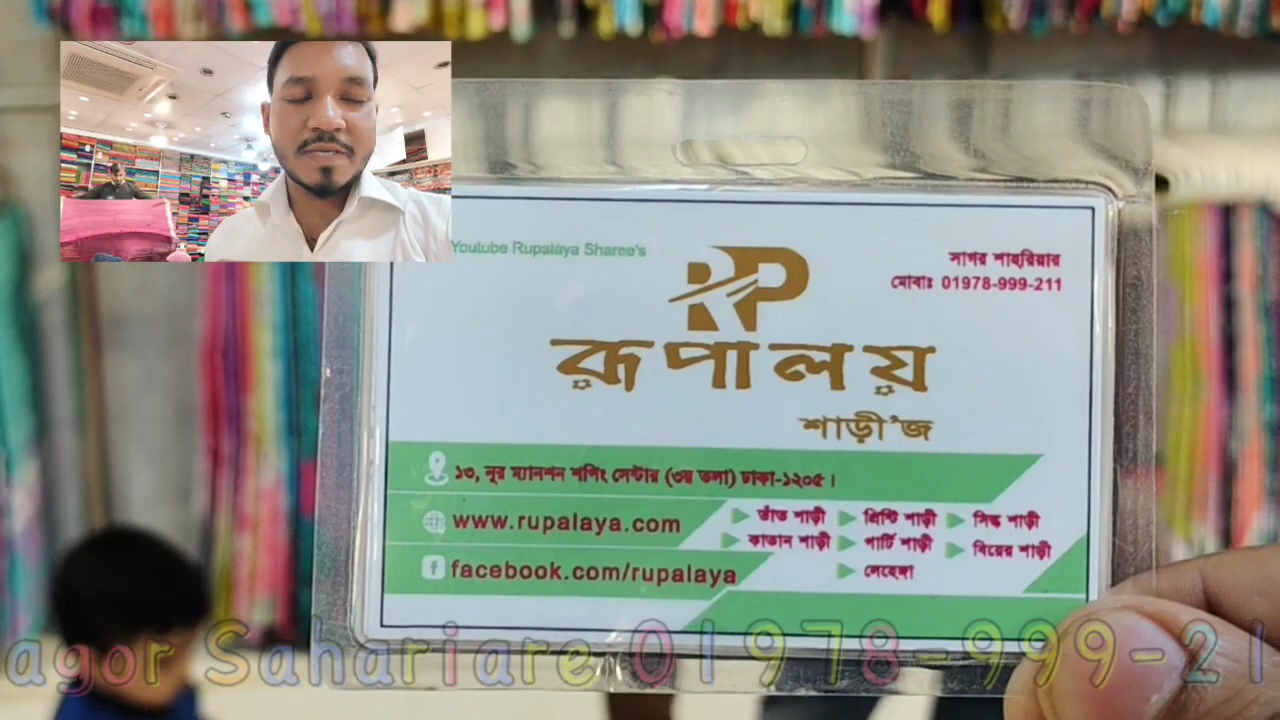 Youtube Rupalaya Sharee's
সাগর শাহরিয়ার
মোবাঃ 01978-999-211
RP
রূপালয়
শাড়ী'জ
১৩, নূর ম্যানশন শপিং সেন্টার (৩য় তলা) ঢাকা-১২০৫।
www.rupalaya.com
facebook.com/rupalaya
তাঁত শাড়ী প্রিন্টি শাড়ী সিল্ক শাড়ী
কাতান শাড়ী পার্টি শাড়ী বিয়ের শাড়ী
লেহেঙ্গা
agor Sahariare 01978-999-21